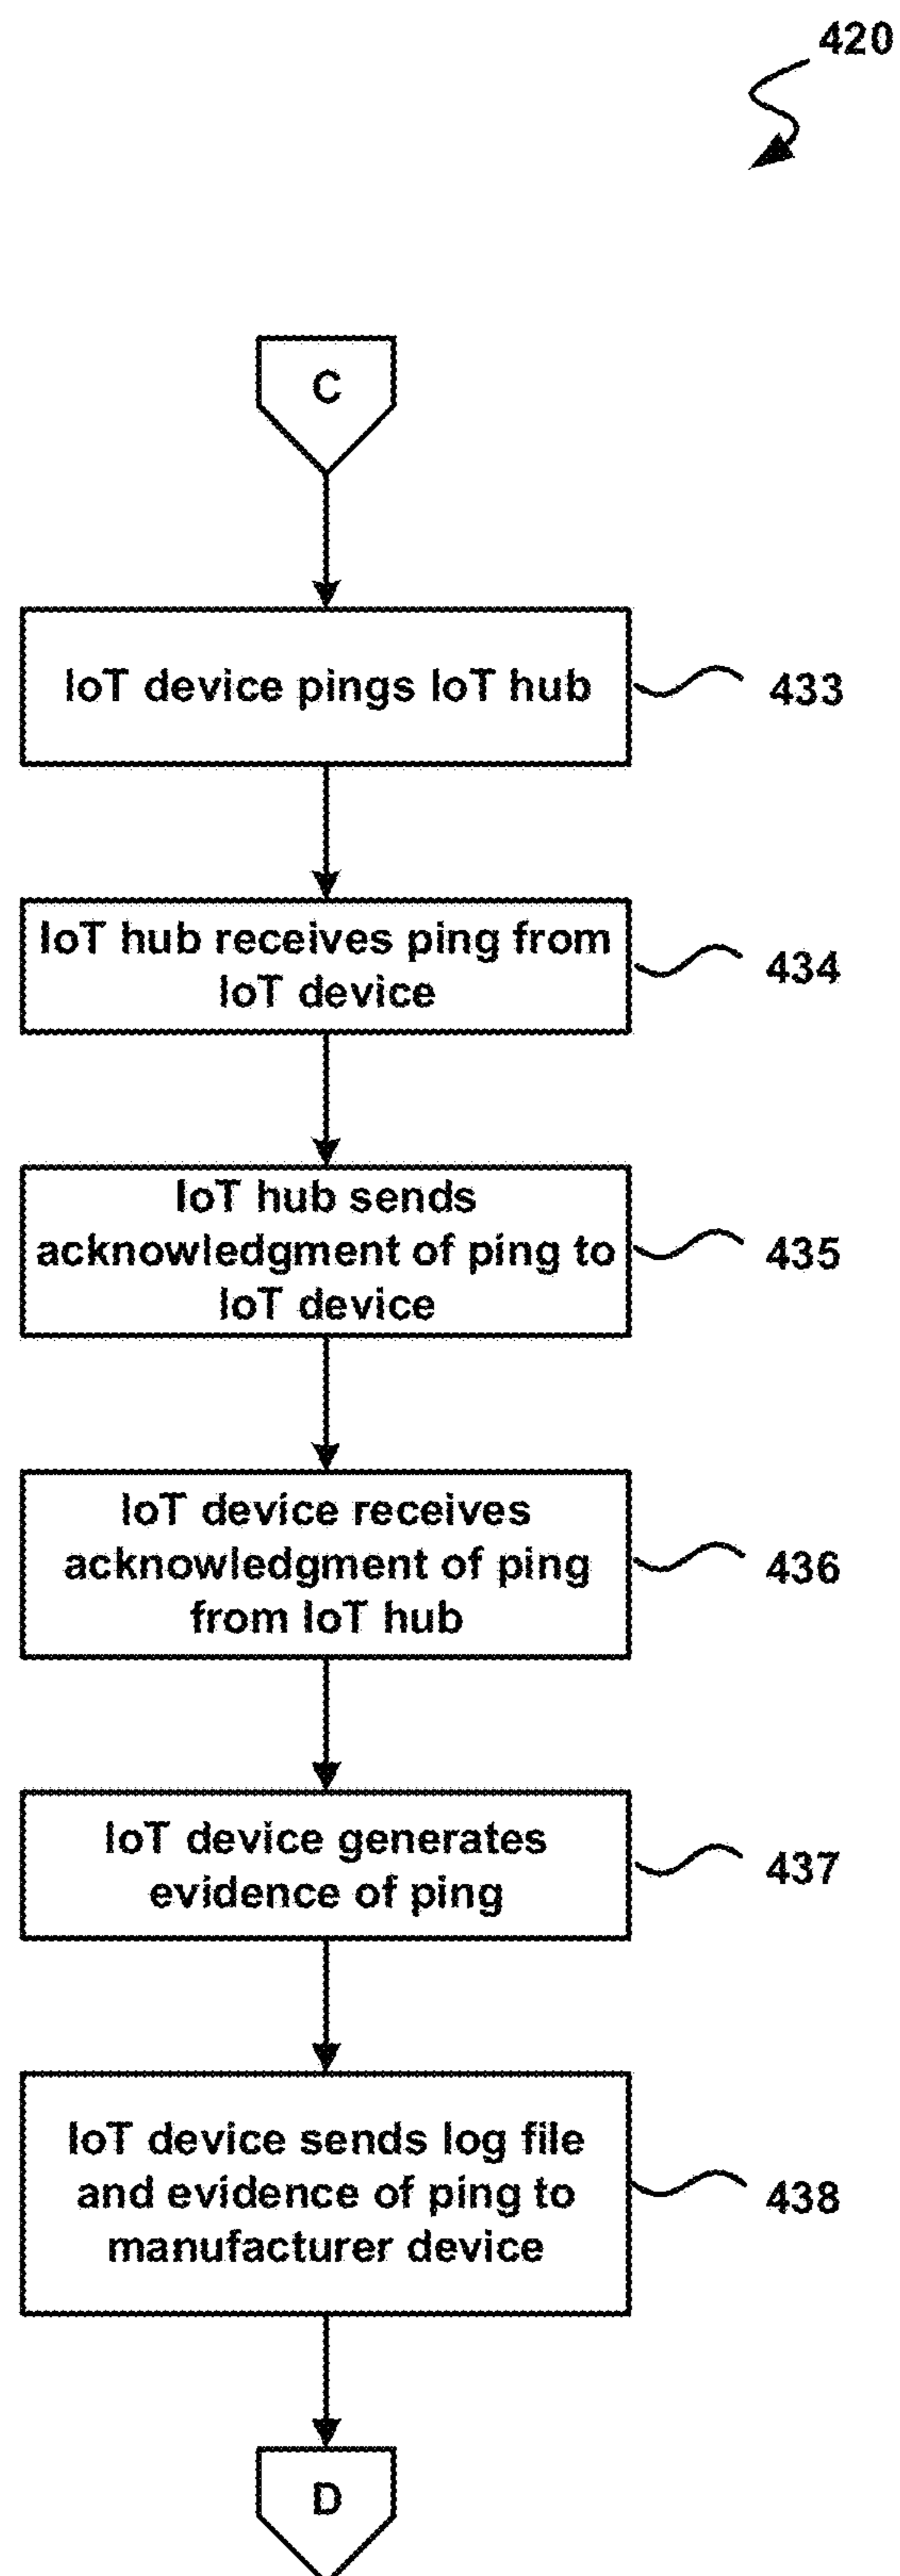 420
C
IoT device pings IoT hub
433
IoT hub receives ping from
IoT device
434
IoT hub sends
acknowledgment of ping to
IoT device
435
IoT device receives
acknowledgment of ping
from IoT hub
436
IoT device generates
evidence of ping
437
IoT device sends log file
and evidence of ping to
manufacturer device
438
D